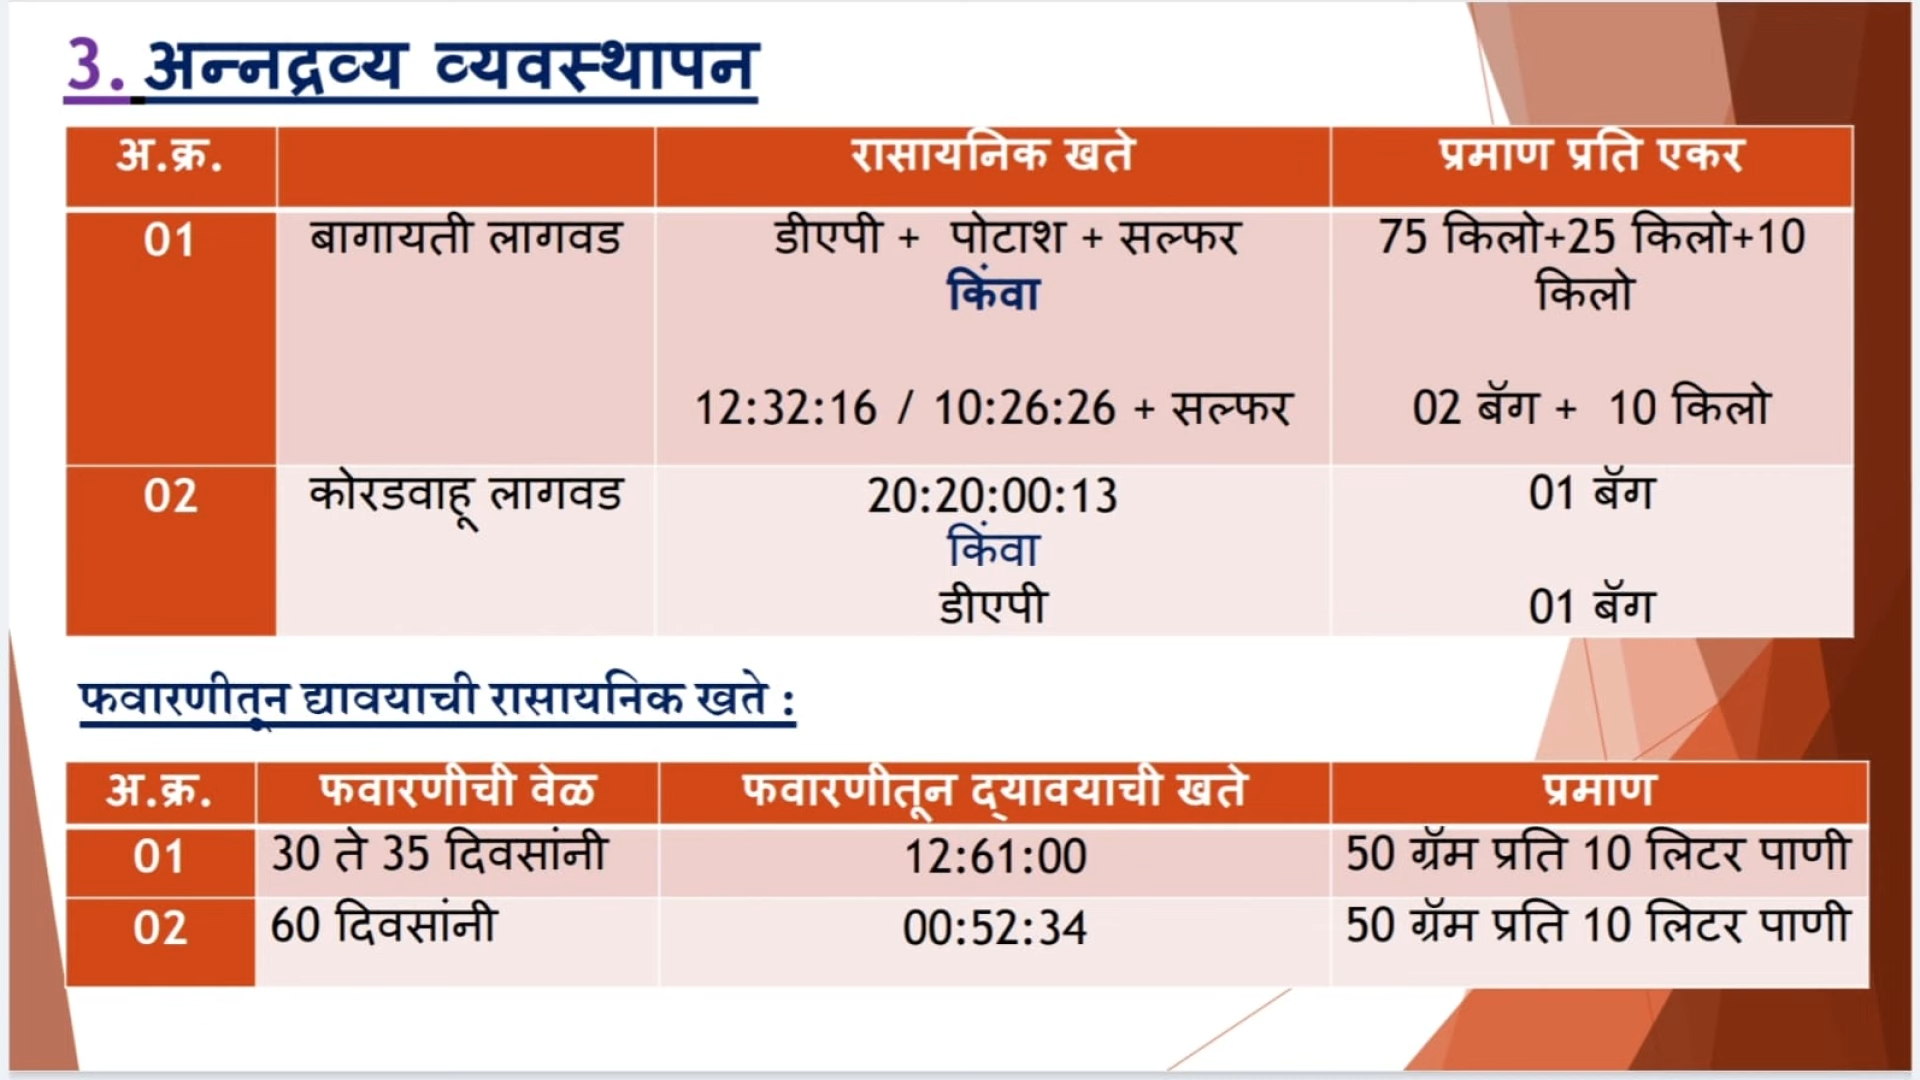 3. अन्नद्रव्य व्यवस्थापन
अ.क्र. रासायनिक खते प्रमाण प्रति एकर
01 बागायती लागवड डीएपी + पोटाश + सल्फर 75 किलो+25 किलो+10
किंवा किलो
12:32:16 / 10:26:26 + सल्फर 02 बॅग + 10 किलो
02 कोरडवाहू लागवड 20:20:00:13 01 बॅग
किंवा
डीएपी 01 बॅग
फवारणीतून द्यावयाची रासायनिक खते :
अ.क्र. फवारणीची वेळ फवारणीतून द्‌यावयाची खते प्रमाण
01 30 ते 35 दिवसांनी 12:61:00 50 ग्रॅम प्रति 10 लिटर पाणी
02 60 दिवसांनी 00:52:34 50 ग्रॅम प्रति 10 लिटर पाणी